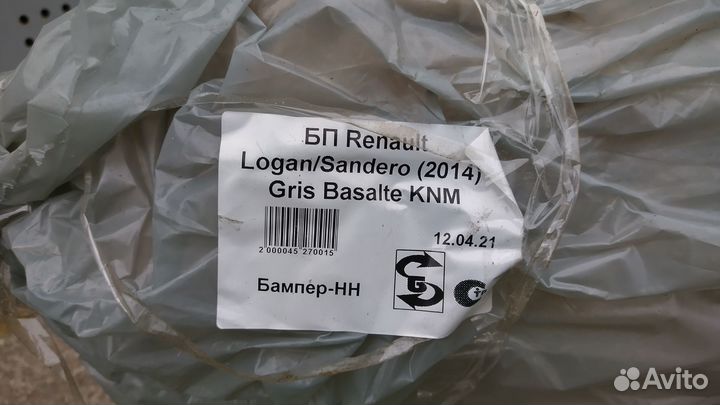 БП Renault
Logan/Sandero (2014)
Gris Basalte KNM
2 000045 270015
12.04.21
Бампер-НН
Avito